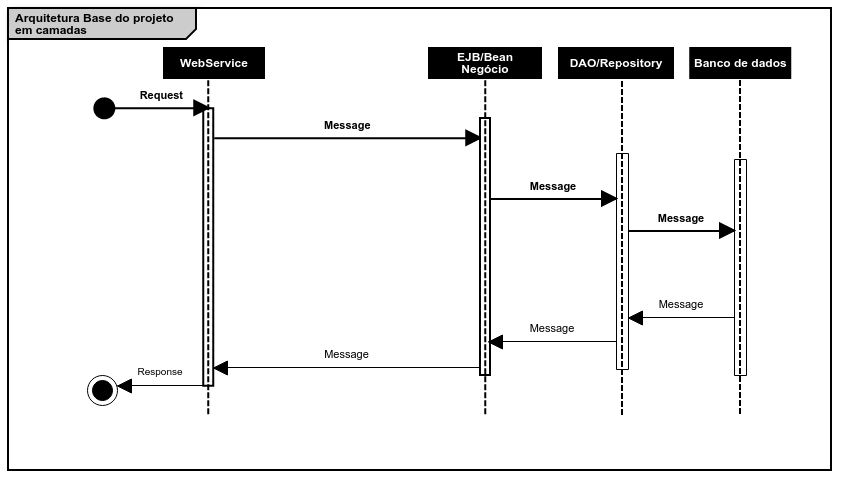 Arquitetura Base do projeto
em camadas
WebService
EJB/Bean
Negócio
DAO/Repository
Banco de dados
Request
Message
Message
Message
Message
Message
Message
Response